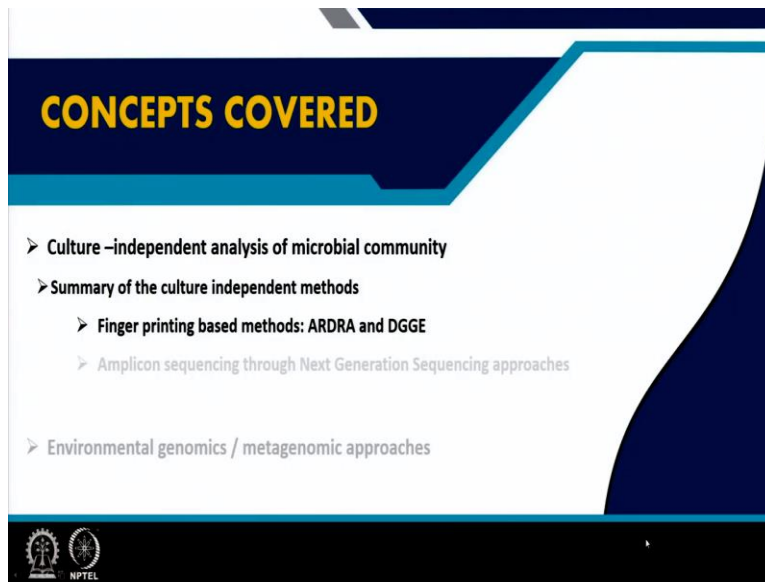 CONCEPTS COVERED
➢ Culture –independent analysis of microbial community
➢ Summary of the culture independent methods
➢ Finger printing based methods: ARDRA and DGGE
➢ Amplicon sequencing through Next Generation Sequencing approaches
➢ Environmental genomics / metagenomic approaches
NPTEL